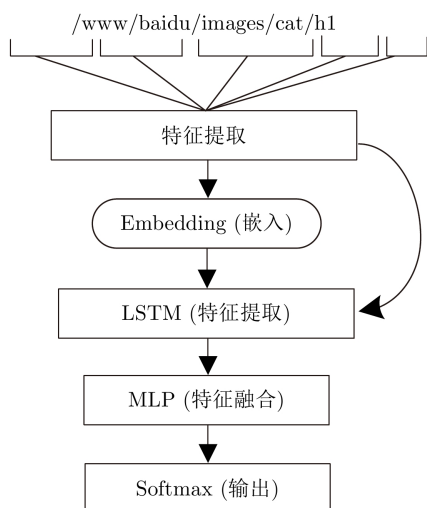 /www/baidu/images/cat/h1
特征提取
Embedding (嵌入)
LSTM (特征提取)
MLP (特征融合)
Softmax (输出)